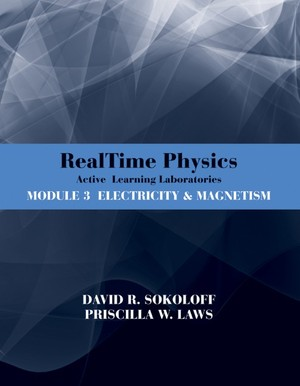 RealTime Physics
Active Learning Laboratories
MODULE 3 ELECTRICITY & MAGNETISM
DAVID R. SOKOLOFF
PRISCILLA W. LAWS